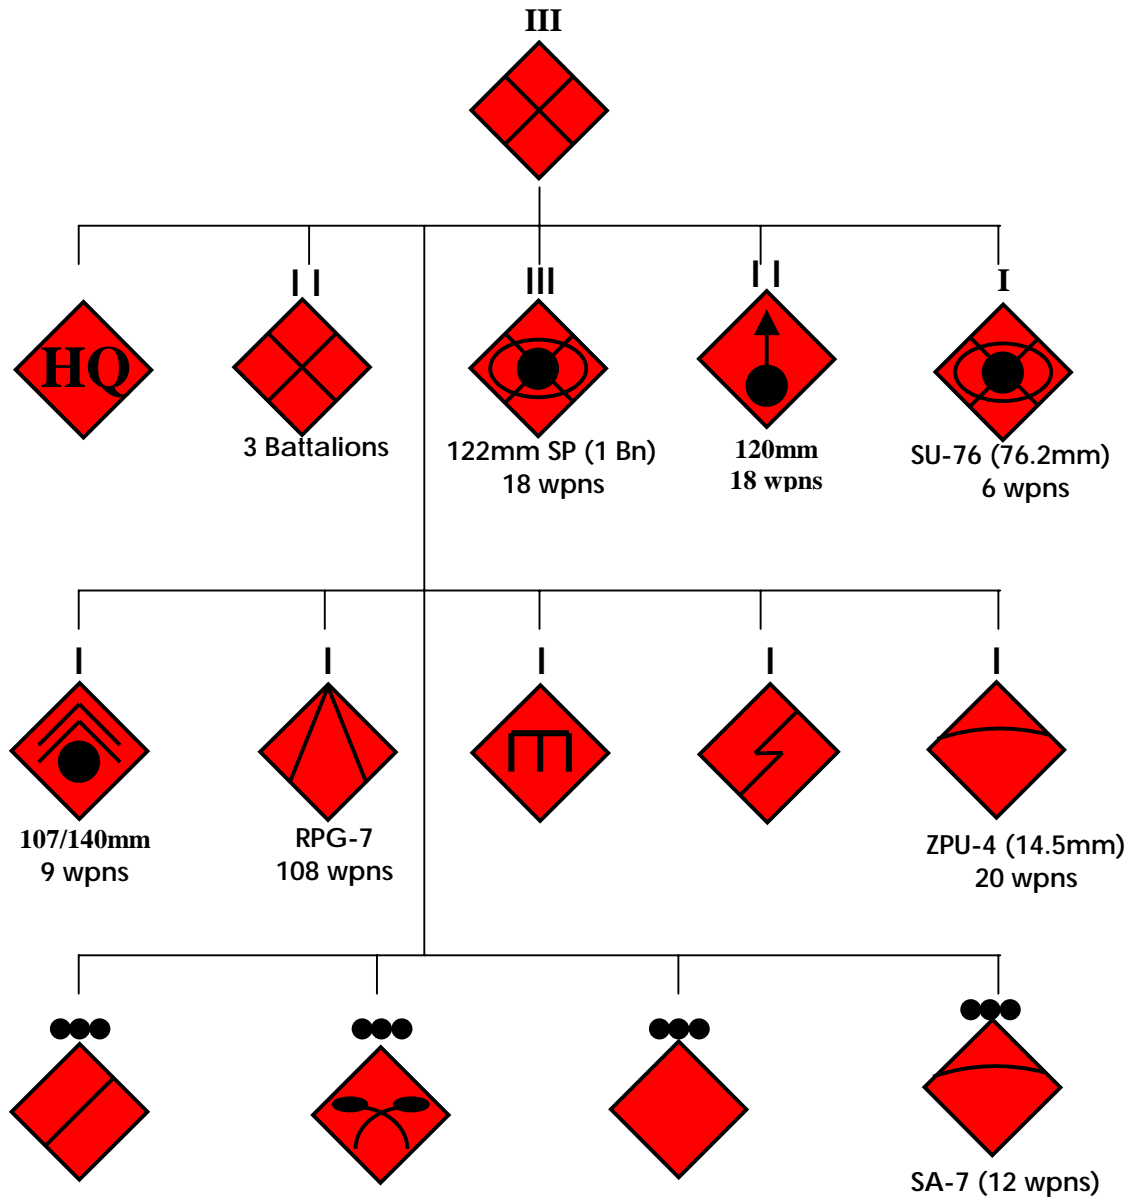 III
I I
III
I I
I
HQ
3 Battalions
122mm SP (1 Bn)
18 wpns
120mm
18 wpns
SU-76 (76.2mm)
6 wpns
I
I
I
I
I
107/140mm
9 wpns
RPG-7
108 wpns
ZPU-4 (14.5mm)
20 wpns
SA-7 (12 wpns)